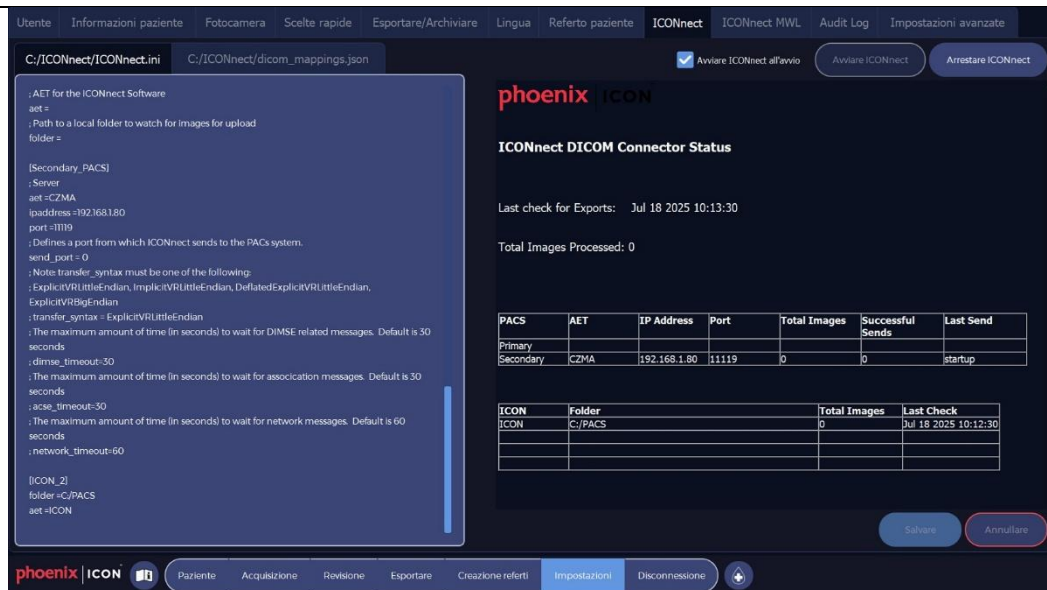 Utente Informazioni paziente Fotocamera Scelte rapide Esportare/Archiviare Lingua Referto paziente ICONnect ICONnect MWL Audit Log Impostazioni avanzate
C:/ICONnect/ICONnect.ini C:/ICONnect/dicom_mappings.json
Avviare ICONnect all'avvio Avviare ICONnect Arrestare ICONnect
; AET for the ICONnect Software
aet =
; Path to a local folder to watch for images for upload
folder =
[Secondary_PACS]
; Server
aet =CZMA
ipaddress =192.168.1.80
port =11119
; Defines a port from which ICONnect sends to the PACs system.
send_port = 0
; Note: transfer_syntax must be one of the following:
; ExplicitVRLittleEndian, ImplicitVRLittleEndian, DeflatedExplicitVRLittleEndian,
ExplicitVRBigEndian
; transfer_syntax = ExplicitVRLittleEndian
; The maximum amount of time (in seconds) to wait for DIMSE related messages. Default is 30
seconds
; dimse_timeout=30
; The maximum amount of time (in seconds) to wait for assocication messages. Default is 30
seconds
; acse_timeout=30
; The maximum amount of time (in seconds) to wait for network messages. Default is 60
seconds
; network_timeout=60
[ICON_2]
folder =C:/PACS
aet =ICON
phoenix ICON
ICONnect DICOM Connector Status
Last check for Exports: Jul 18 2025 10:13:30
Total Images Processed: 0
PACS AET IP Address Port Total Images Successful Sends Last Send
Primary
Secondary CZMA 192.168.1.80 11119 0 0 startup
ICON Folder Total Images Last Check
ICON C:/PACS 0 Jul 18 2025 10:12:30
Salvare Annullare
phoenix | ICON Paziente Acquisizione Revisione Esportare Creazione referti Impostazioni Disconnessione